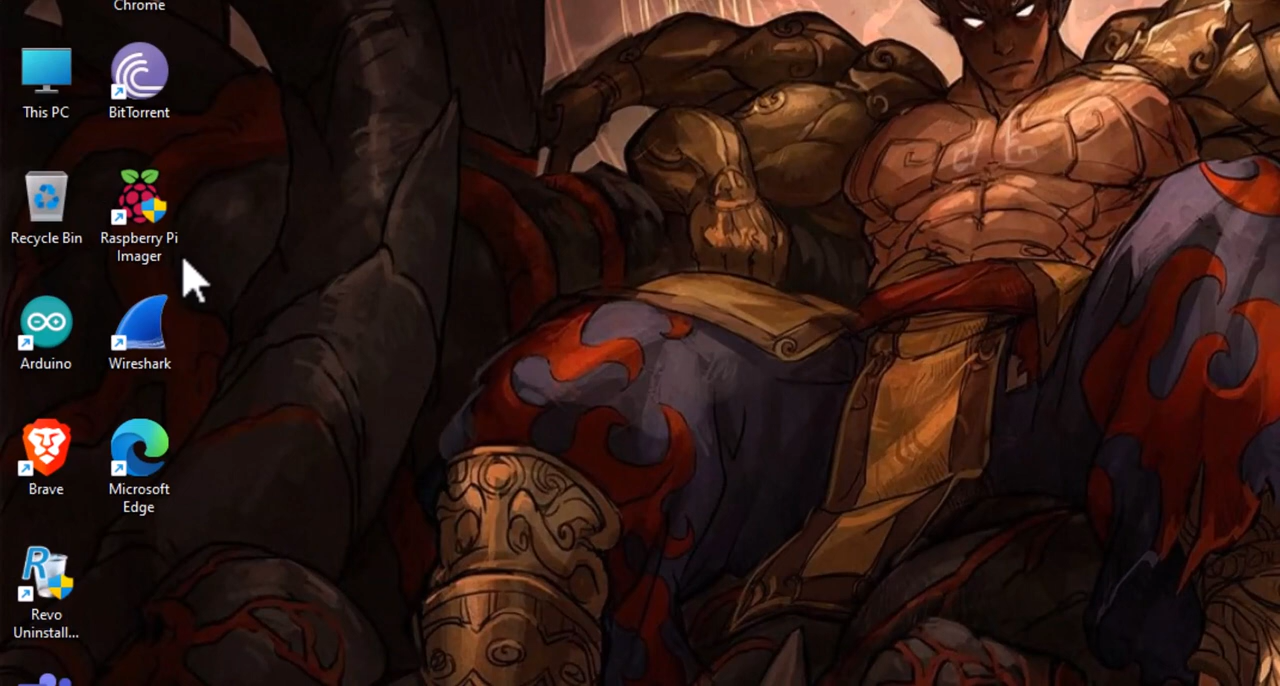 Chrome
This PC
BitTorrent
Recycle Bin
Raspberry Pi
Imager
Arduino
Wireshark
Brave
Microsoft
Edge
Revo
Uninstall...